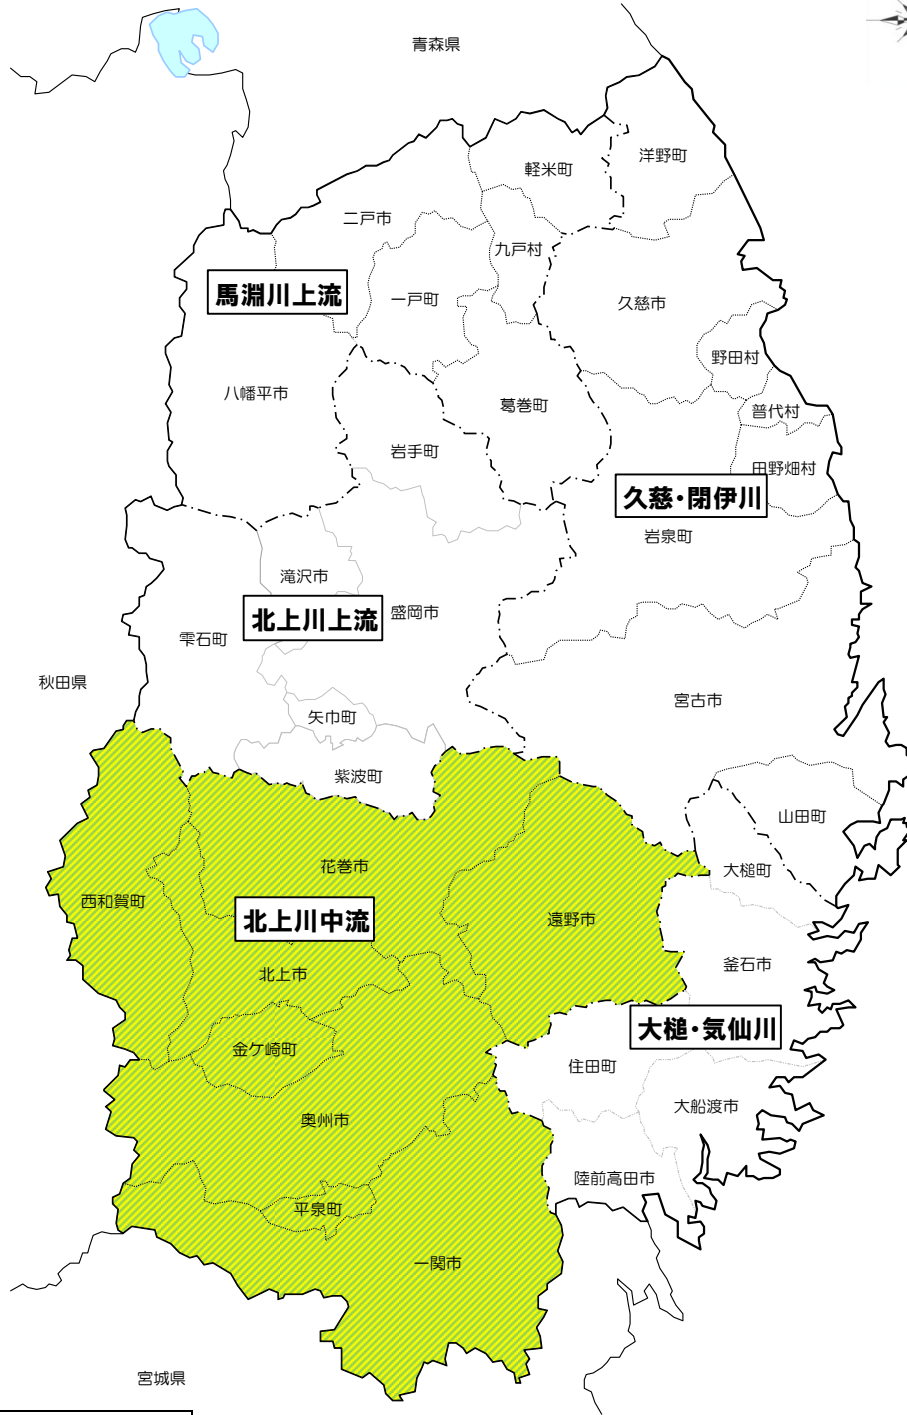 青森県
洋野町
軽米町
二戸市
九戸村
馬淵川上流
一戸町
久慈市
野田村
八幡平市
葛巻町
普代村
岩手町
田野畑村
久慈・閉伊川
岩泉町
滝沢市
北上川上流
盛岡市
雫石町
秋田県
宮古市
矢巾町
紫波町
山田町
花巻市
大槌町
西和賀町
北上川中流
遠野市
釜石市
北上市
大槌・気仙川
金ケ崎町
住田町
大船渡市
奥州市
陸前高田市
平泉町
一関市
宮城県